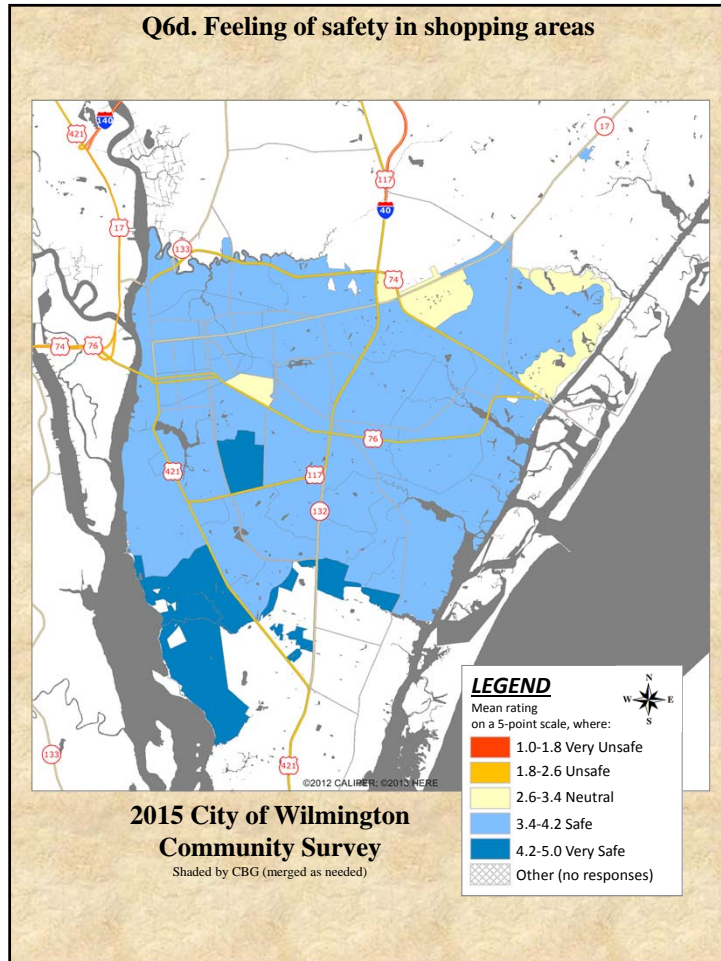 Q6d. Feeling of safety in shopping areas
140
421
17
117
40
17
133
74
74
76
76
421
117
132
133
421
©2012 CALIPER; ©2013 HERE
LEGEND
Mean rating
on a 5-point scale, where:
N
W E
S
1.0-1.8 Very Unsafe
1.8-2.6 Unsafe
2.6-3.4 Neutral
3.4-4.2 Safe
4.2-5.0 Very Safe
Other (no responses)
2015 City of Wilmington
Community Survey
Shaded by CBG (merged as needed)